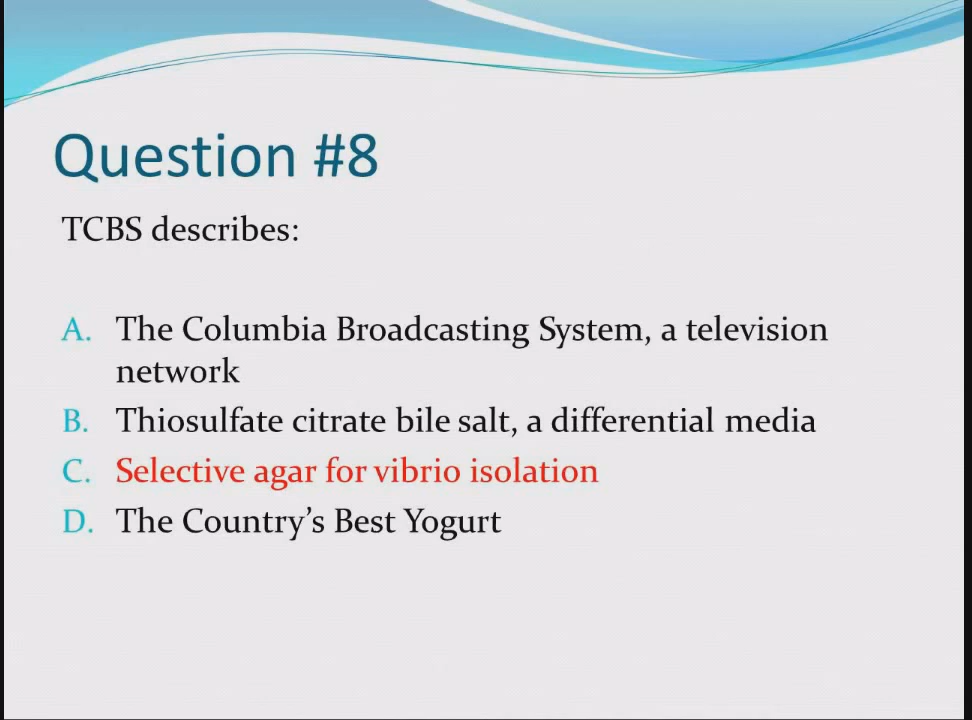 Question #8
TCBS describes:
A. The Columbia Broadcasting System, a television
network
B. Thiosulfate citrate bile salt, a differential media
C. Selective agar for vibrio isolation
D. The Country’s Best Yogurt